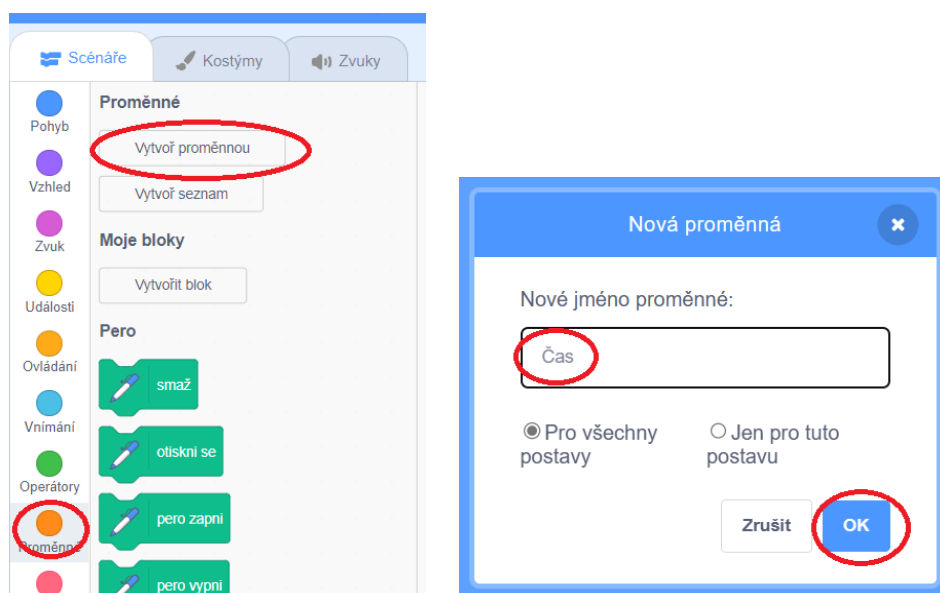 Scénáře
Kostýmy
Zvuky
Pohyb
Vzhled
Zvuk
Události
Ovládání
Vnímání
Operátory
Proměnné
Proměnné
Vytvoř proměnnou
Vytvoř seznam
Moje bloky
Vytvořit blok
Pero
smaž
otiskni se
pero zapni
pero vypni
Nová proměnná
Nové jméno proměnné:
Čas
Pro všechny
postavy
Jen pro tuto
postavu
Zrušit
OK